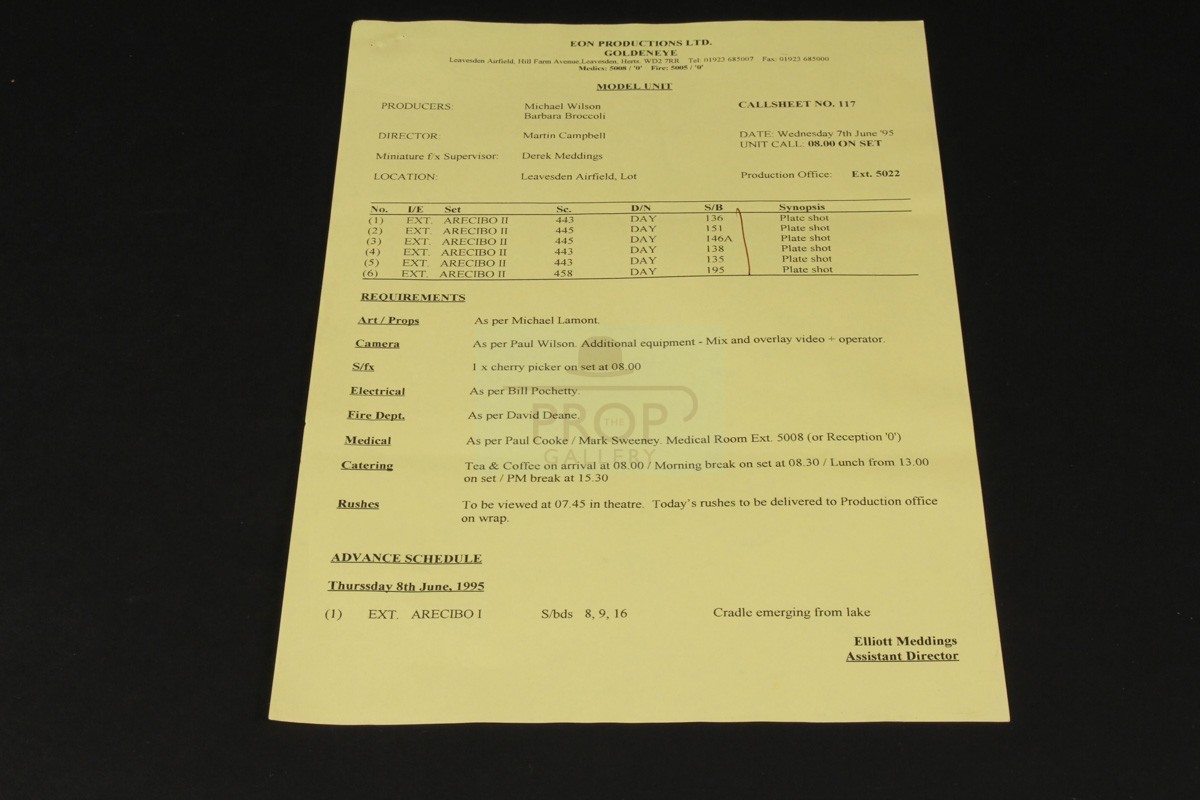 EON PRODUCTIONS LTD.
GOLDENEYE
Leavesden Airfield, Hill Farm Avenue, Leavesden, Herts. WD2 7RR Tel: 01923 685007 Fax: 01923 685000
Medics: 5008 / '0' Fire: 5005 / '0'
MODEL UNIT
PRODUCERS: Michael Wilson CALLSHEET NO. 117
Barbara Broccoli
DIRECTOR: Martin Campbell DATE: Wednesday 7th June '95
UNIT CALL: 08.00 ON SET
Miniature f/x Supervisor: Derek Meddings
LOCATION: Leavesden Airfield, Lot Production Office: Ext. 5022
No. I/E Set Sc. D/N S/B Synopsis
(1) EXT. ARECIBO II 443 DAY 136 Plate shot
(2) EXT. ARECIBO II 445 DAY 151 Plate shot
(3) EXT. ARECIBO II 445 DAY 146A Plate shot
(4) EXT. ARECIBO II 443 DAY 138 Plate shot
(5) EXT. ARECIBO II 443 DAY 135 Plate shot
(6) EXT. ARECIBO II 458 DAY 195 Plate shot
REQUIREMENTS
Art / Props As per Michael Lamont.
Camera As per Paul Wilson. Additional equipment - Mix and overlay video + operator.
S/fx 1 x cherry picker on set at 08.00
Electrical As per Bill Pochetty.
Fire Dept. As per David Deane.
Medical As per Paul Cooke / Mark Sweeney. Medical Room Ext. 5008 (or Reception '0')
Catering Tea & Coffee on arrival at 08.00 / Morning break on set at 08.30 / Lunch from 13.00
on set / PM break at 15.30
Rushes To be viewed at 07.45 in theatre. Today's rushes to be delivered to Production office
on wrap.
ADVANCE SCHEDULE
Thurssday 8th June, 1995
(1) EXT. ARECIBO I S/bds 8, 9, 16 Cradle emerging from lake
Elliott Meddings
Assistant Director
THE
PROP
GALLERY